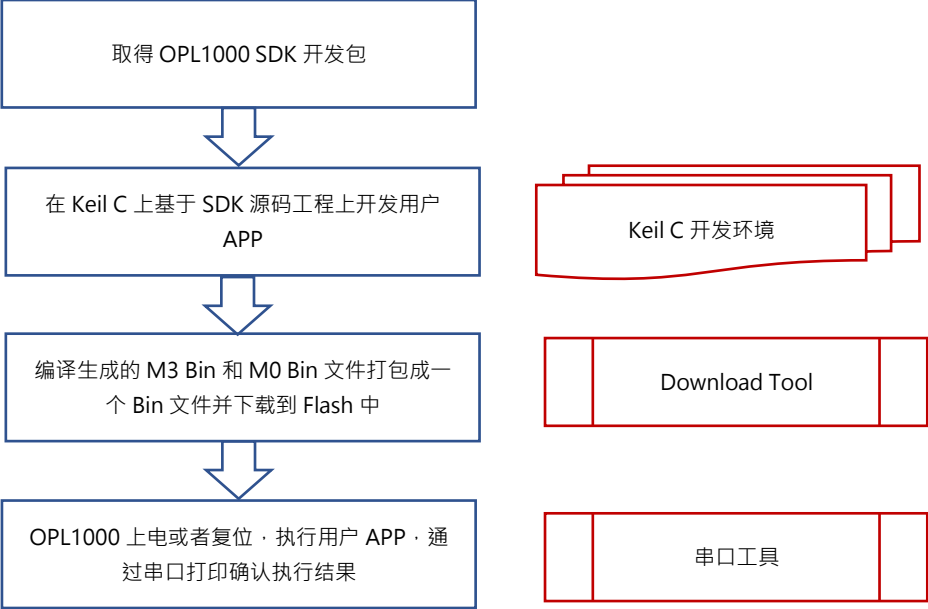 取得 OPL1000 SDK 开发包
在 Keil C 上基于 SDK 源码工程上开发用户
APP
Keil C 开发环境
编译生成的 M3 Bin 和 M0 Bin 文件打包成一
个 Bin 文件并下载到 Flash 中
Download Tool
OPL1000 上电或者复位，执行用户 APP，通
过串口打印确认执行结果
串口工具